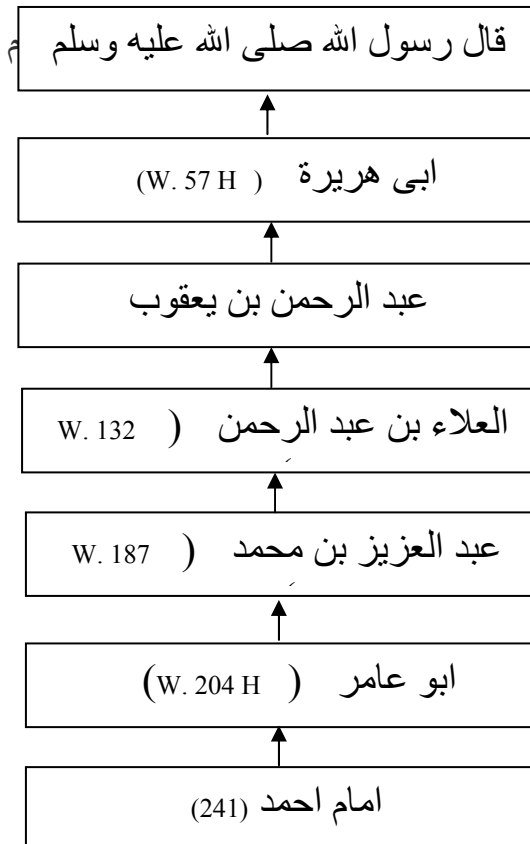 قال رسول الله صلى الله عليه وسلم م
ابى هريرة ( W. 57 H)
عبد الرحمن بن يعقوب
العلاء بن عبد الرحمن ( W. 132
عبد العزيز بن محمد ( W. 187
ابو عامر ( W. 204 H)
امام احمد (241)